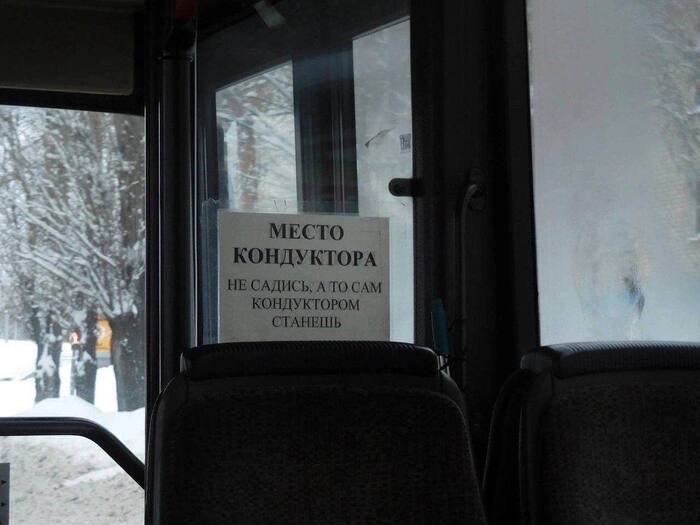 МЕСТО
КОНДУКТОРА
НЕ САДИСЬ, А ТО САМ
КОНДУКТОРОМ
СТАНЕШЬ